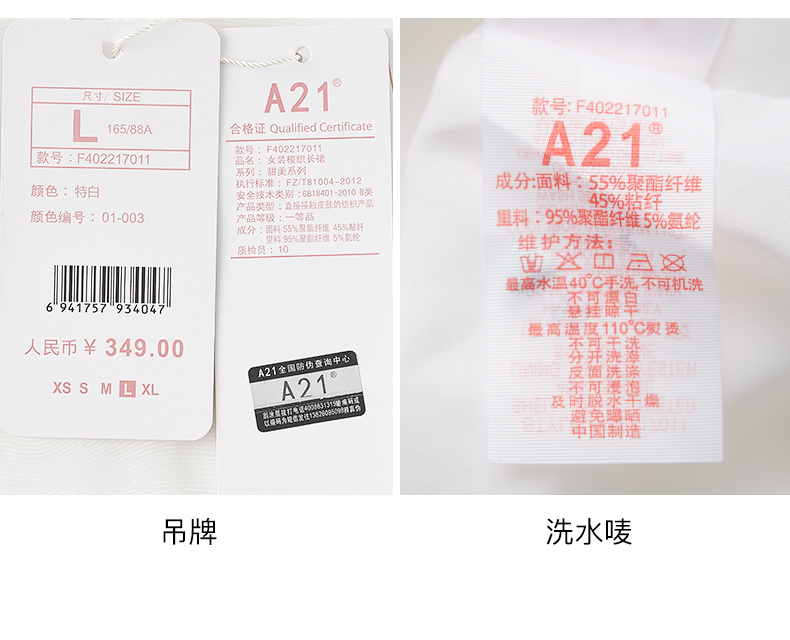 尺寸/ SIZE
L 165/88A
款号：F402217011
颜色：特白
颜色编号：01-003
6 941757 934047
人民币 ¥ 349.00
XS S M L XL
A21®
合格证 Qualified Certificate
款号：F402217011
品名：女装梭织长裙
系列：甜美系列
执行标准：FZ/T81004-2012
安全技术类别：GB18401-2010 B类
产品类型：直接接触皮肤的纺织产品
产品等级：一等品
成分：面料:55%聚酯纤维 45%粘纤
里料:95%聚酯纤维 5%氨纶
质检员：10
A21全国防伪查询中心
A21®
吊牌
款号: F402217011
A21®
成分:面料：55%聚酯纤维
45%粘纤
里料：95%聚酯纤维 5%氨纶
维护方法：
最高水温40°C手洗,不可机洗
不可漂白
悬挂晾干
最高温度110°C熨烫
不可干洗
分开洗涤
反面洗涤
不可浸泡
及时脱水干燥
避免曝晒
中国制造
洗水唛